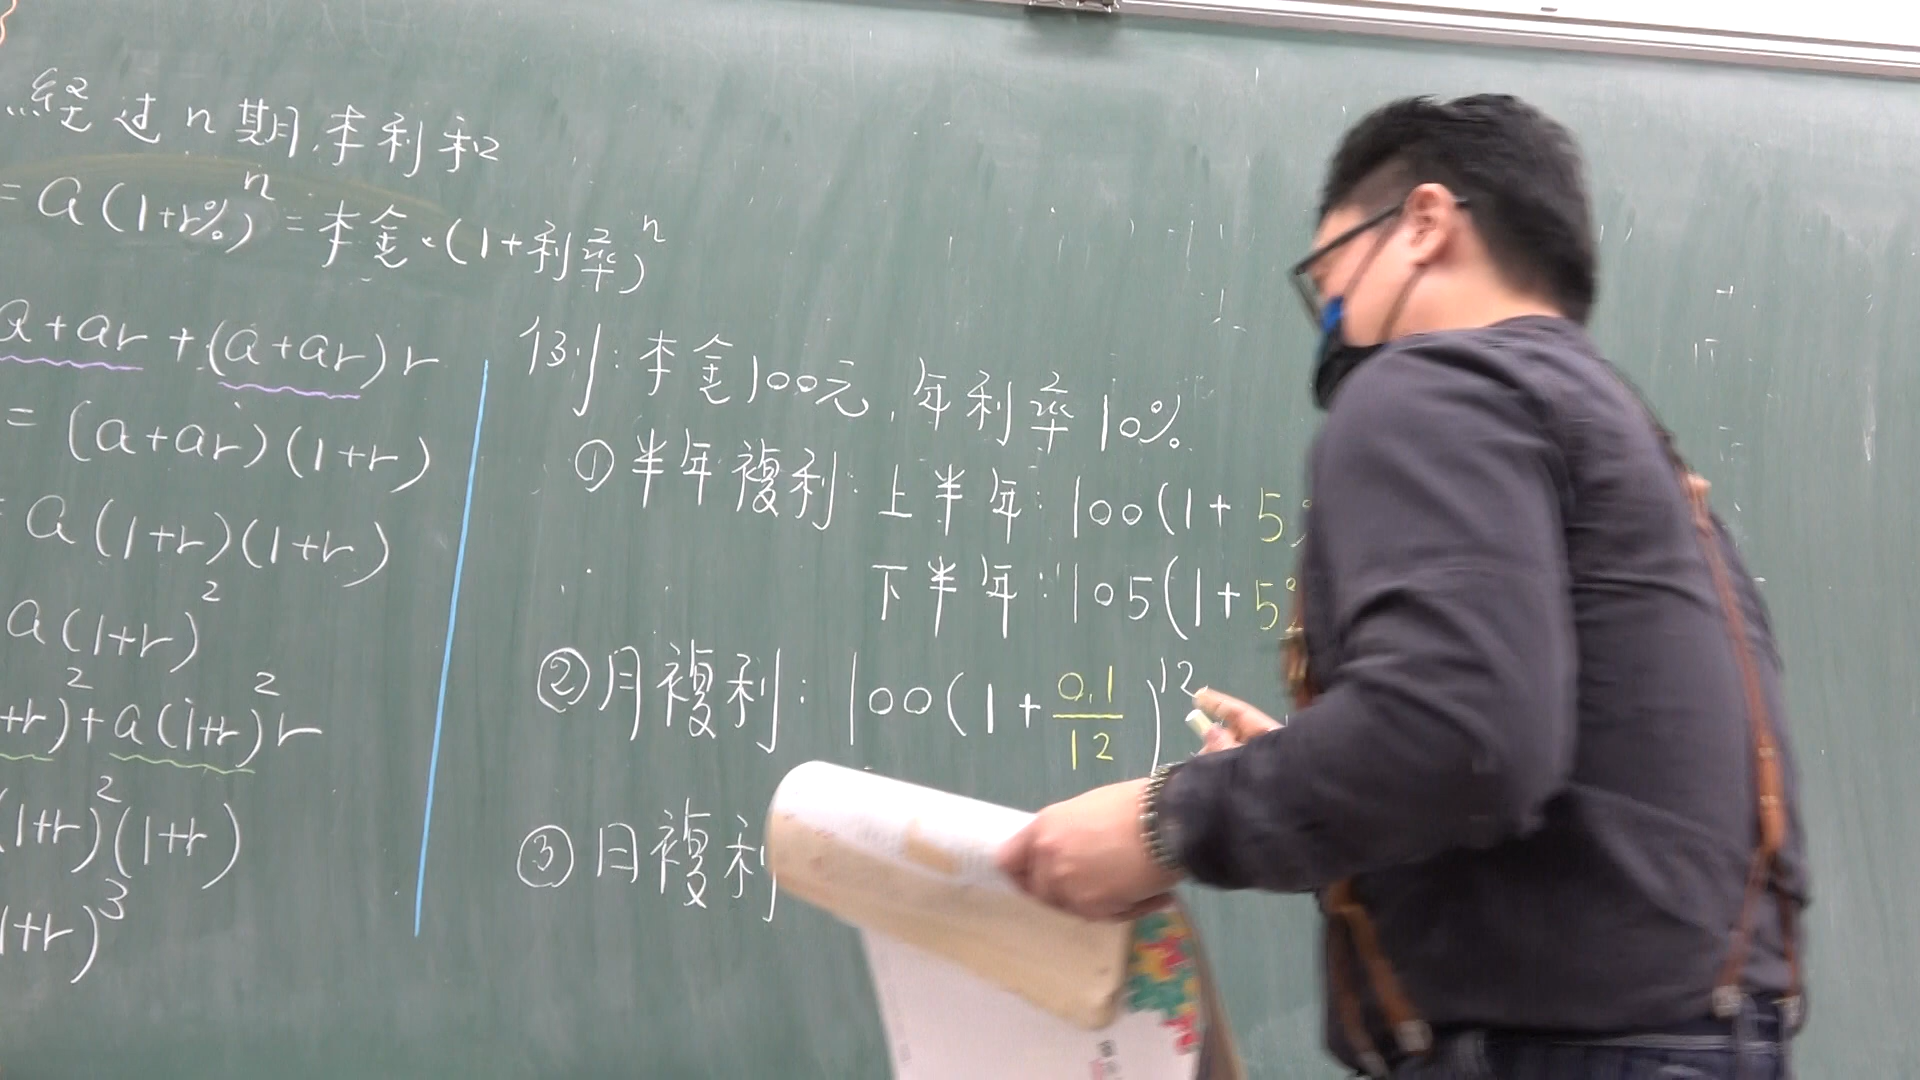 經过n期,本利和
= a(1+r%)^n = 本金×(1+利率)^n
a+ar+(a+ar)r
= (a+ar)(1+r)
= a(1+r)(1+r)
a(1+r)^2
+r)^2+a(1+r)^2r
(1+r)^2(1+r)
1+r)^3
例:本金100元,年利率10%
①半年複利:上半年:100(1+5%
下半年:105(1+5%
②月複利:100(1+0.1/12)^12
③日複利